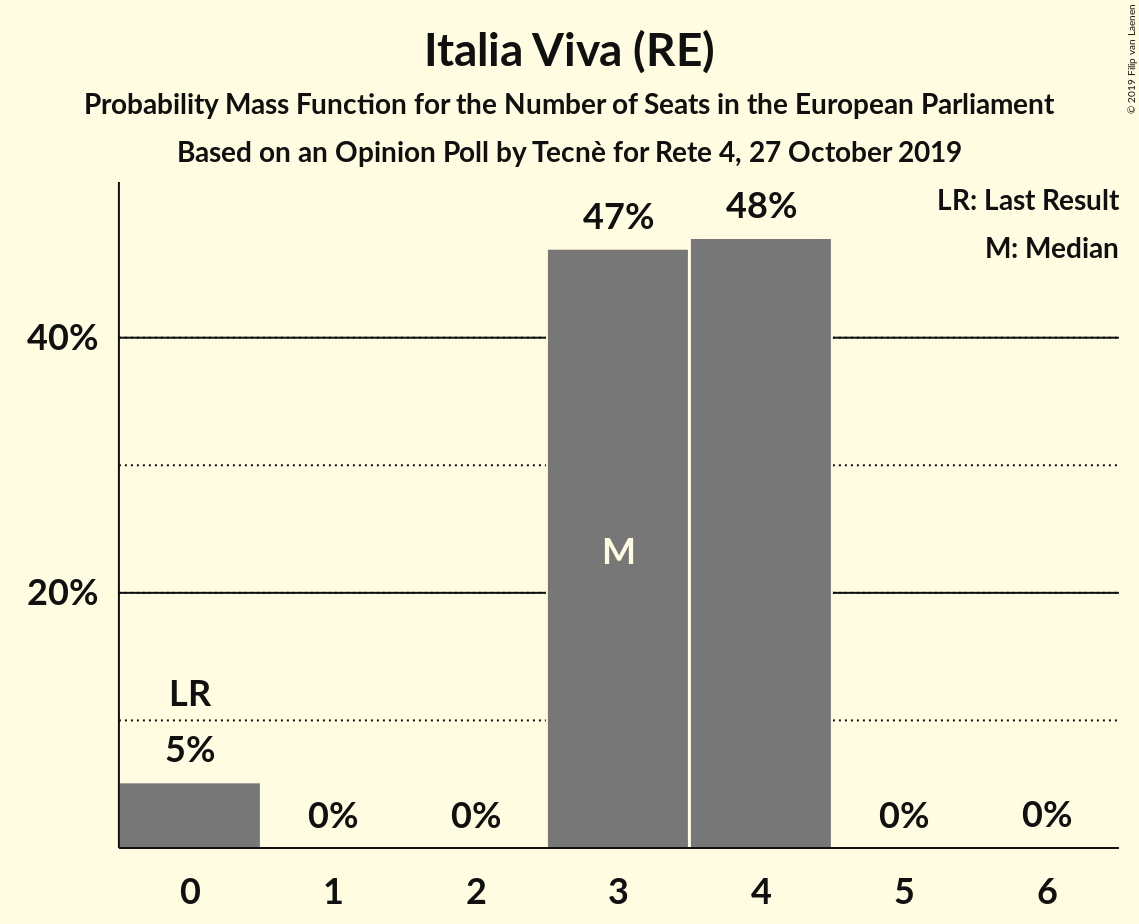 Italia Viva (RE)
Probability Mass Function for the Number of Seats in the European Parliament
Based on an Opinion Poll by Tecnè for Rete 4, 27 October 2019
© 2019 Filip van Laenen
LR: Last Result
M: Median
47%
48%
40%
M
20%
LR
5%
0%
0%
0%
0%
0
1
2
3
4
5
6